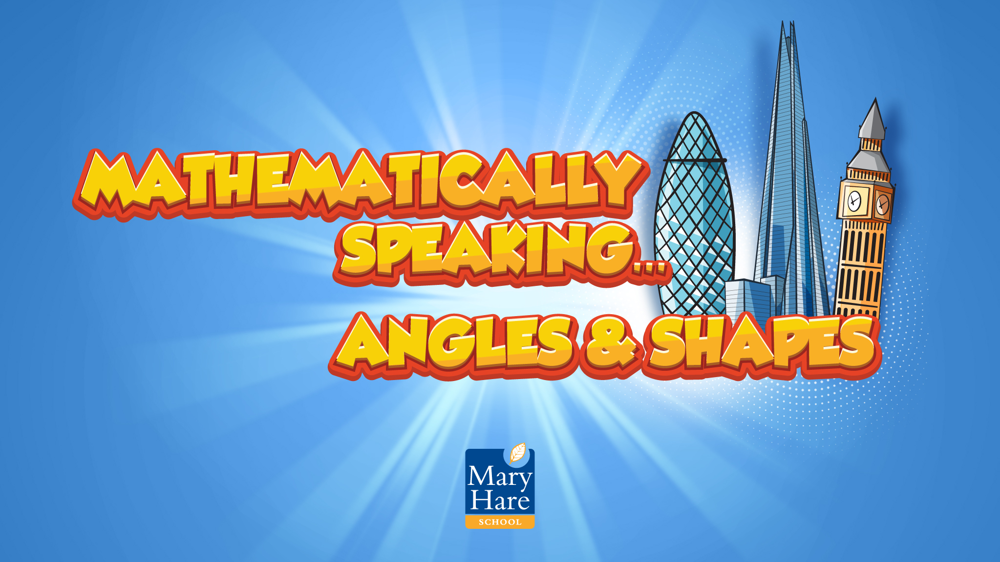 MATHEMATICALLY
SPEAKING...
ANGLES & SHAPES
Mary
Hare
SCHOOL